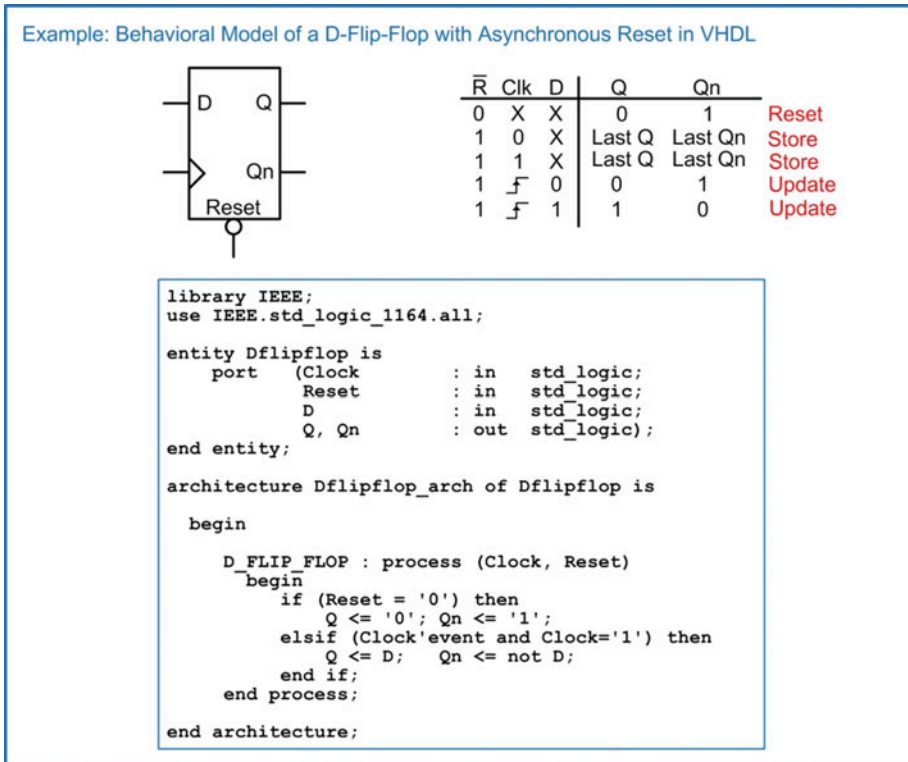 Example: Behavioral Model of a D-Flip-Flop with Asynchronous Reset in VHDL
D Q
Qn
Reset
R̅ Clk D Q Qn
0 X X 0 1 Reset
1 0 X Last Q Last Qn Store
1 1 X Last Q Last Qn Store
1 0 0 1 Update
1 1 1 0 Update
library IEEE;
use IEEE.std_logic_1164.all;
entity Dflipflop is
port (Clock : in std_logic;
Reset : in std_logic;
D : in std_logic;
Q, Qn : out std_logic);
end entity;
architecture Dflipflop_arch of Dflipflop is
begin
D_FLIP_FLOP : process (Clock, Reset)
begin
if (Reset = '0') then
Q <= '0'; Qn <= '1';
elsif (Clock'event and Clock='1') then
Q <= D; Qn <= not D;
end if;
end process;
end architecture;